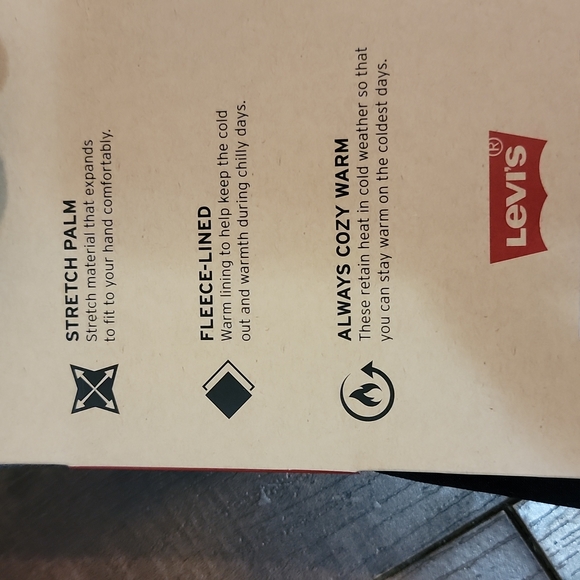 STRETCH PALM
Stretch material that expands
to fit to your hand comfortably.
FLEECE-LINED
Warm lining to help keep the cold
out and warmth during chilly days.
ALWAYS COZY WARM
These retain heat in cold weather so that
you can stay warm on the coldest days.
Levi's®